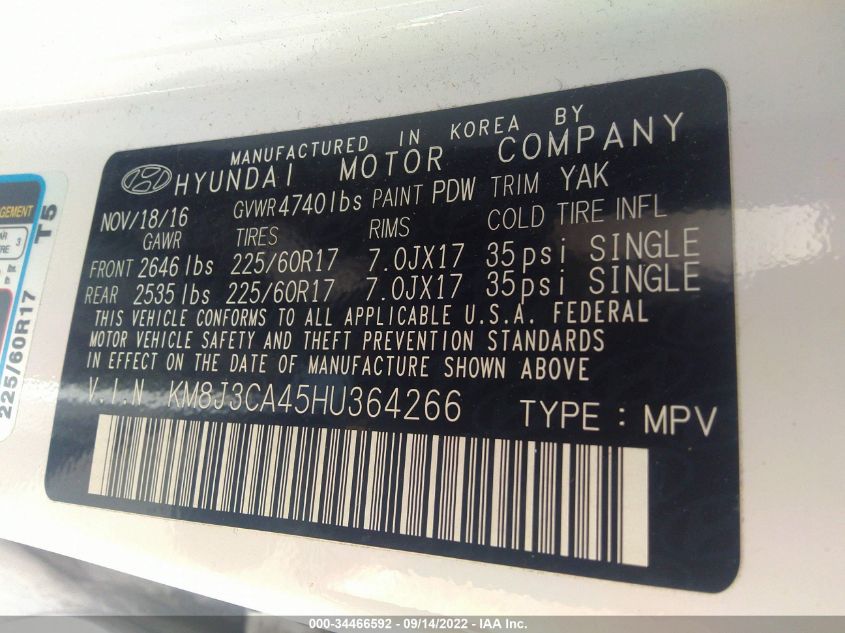 MANUFACTURED IN KOREA BY
HYUNDAI MOTOR COMPANY
NOV/18/16 GVWR 4740lbs PAINT PDW TRIM YAK
GAWR TIRES RIMS COLD TIRE INFL
FRONT 2646 lbs 225/60R17 7.0JX17 35psi SINGLE
REAR 2535 lbs 225/60R17 7.0JX17 35psi SINGLE
THIS VEHICLE CONFORMS TO ALL APPLICABLE U.S.A. FEDERAL
MOTOR VEHICLE SAFETY AND THEFT PREVENTION STANDARDS
IN EFFECT ON THE DATE OF MANUFACTURE SHOWN ABOVE
V.I.N KM8J3CA45HU364266 TYPE : MPV
T5
3
225/60R17
000-34466592 - 09/14/2022 - IAA Inc.